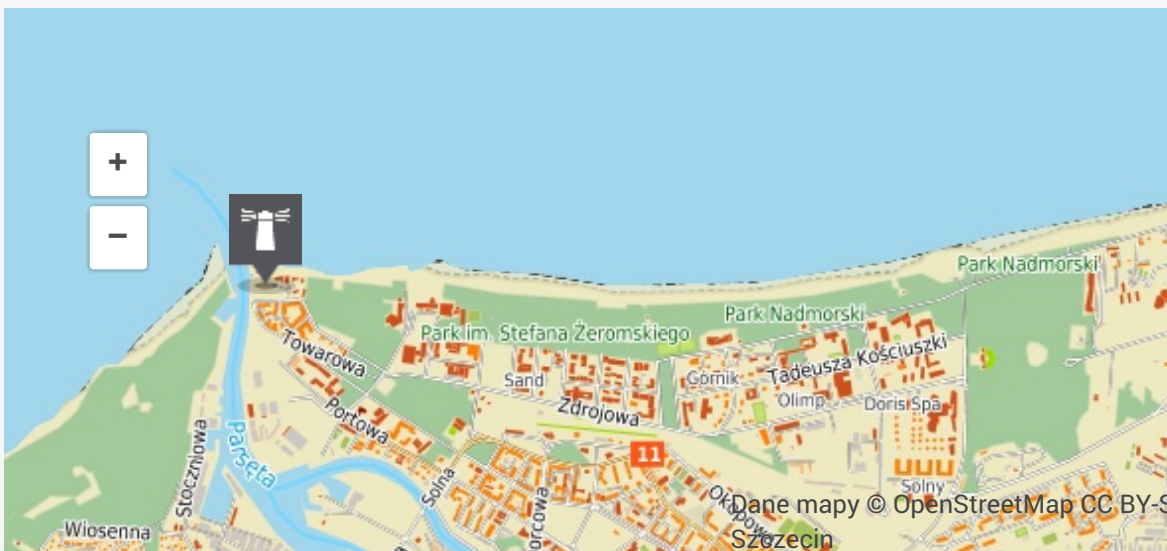 +
−
Park Nadmorski
Park Nadmorski
Park im. Stefana Żeromskiego
Towarowa
Tadeusza Kościuszki
Sand
Górnik
Olimp
Doris Spa
Zdrojowa
Portowa
Parsęta
Stoczniowa
11
Solna
Solny
Wiosenna
Dane mapy © OpenStreetMap CC BY-S
Szczecin